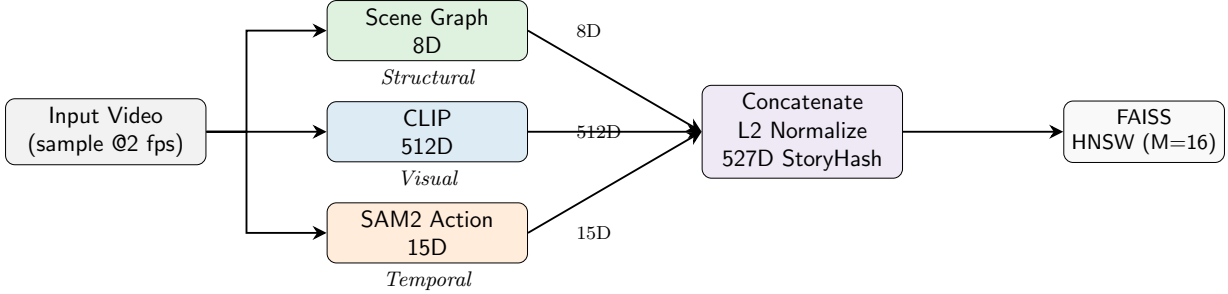 Input Video
(sample @2 fps)
Scene Graph
8D
Structural
CLIP
512D
Visual
SAM2 Action
15D
Temporal
8D
512D
15D
Concatenate
L2 Normalize
527D StoryHash
FAISS
HNSW (M=16)